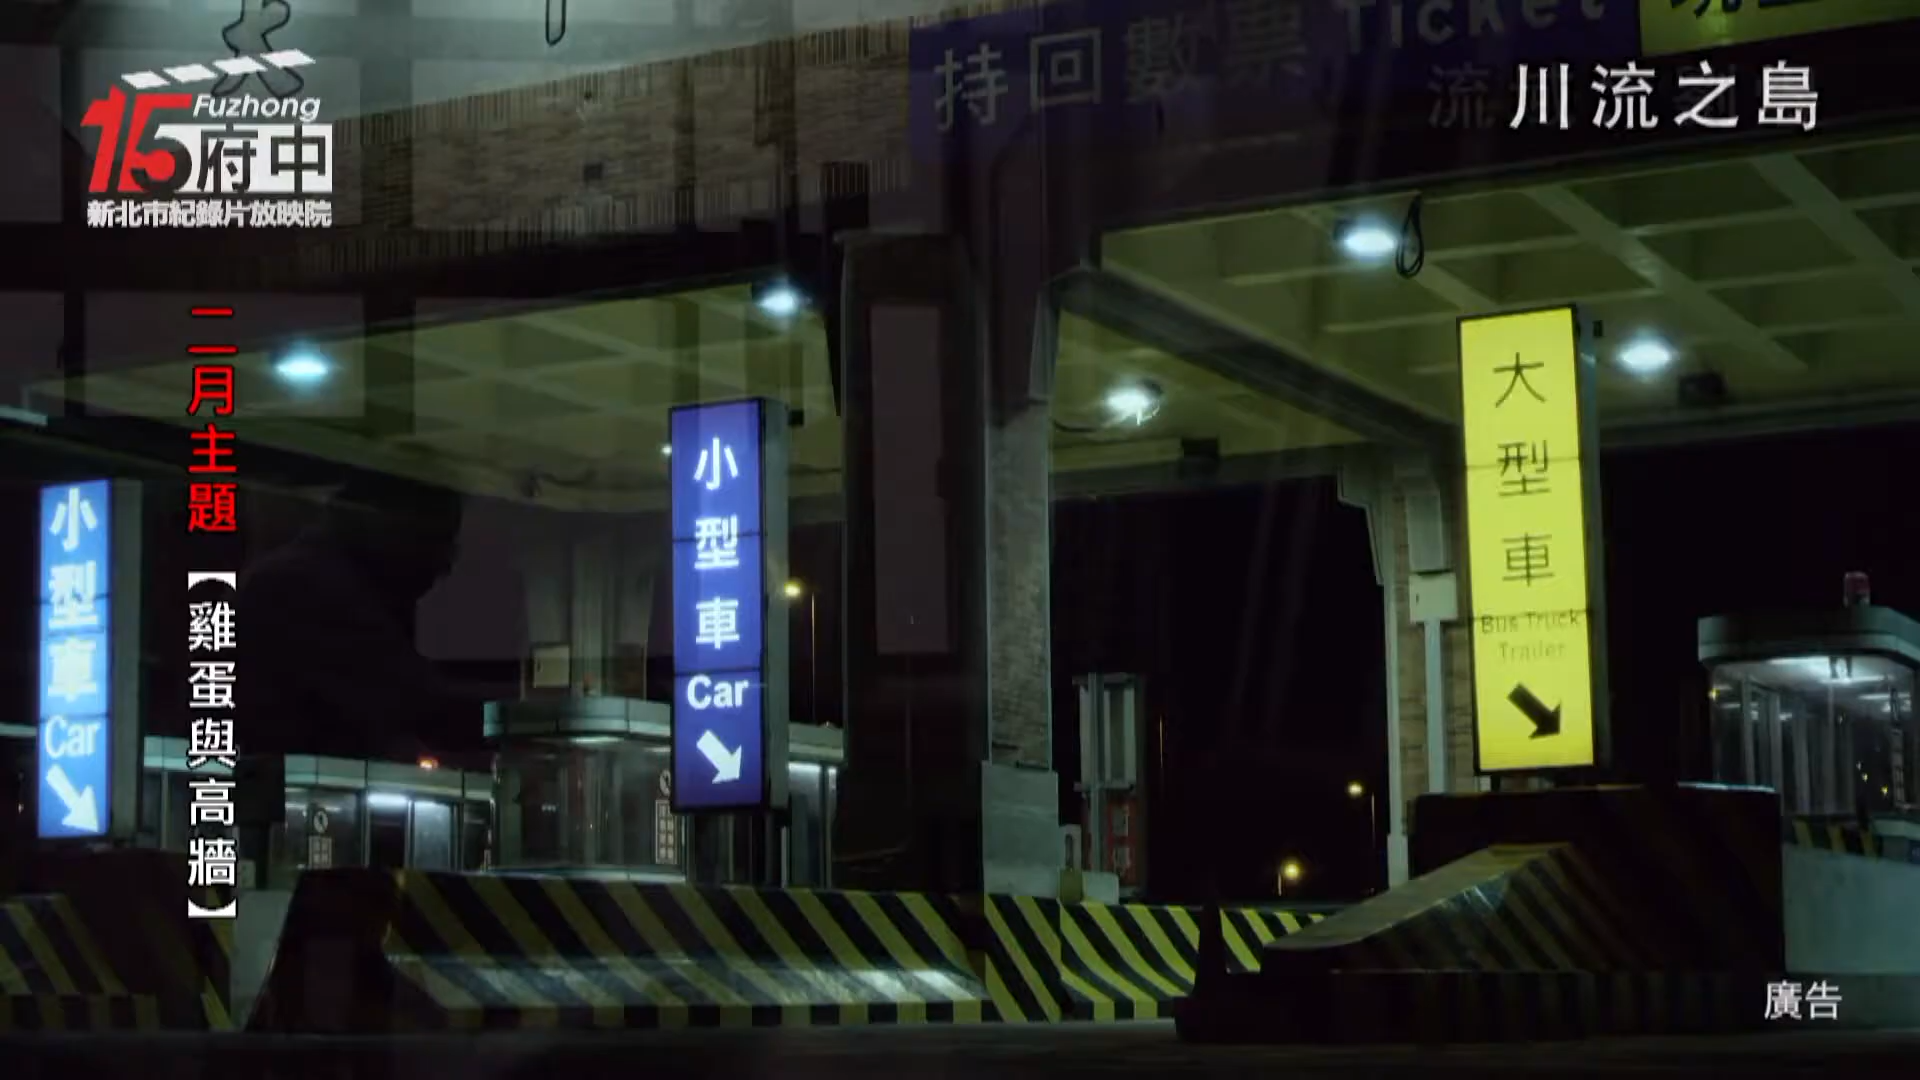 Fuzhong
15府中
新北市紀錄片放映院
川流之島
持回數票 Ticket
二月主題
【雞蛋與高牆】
小型車
Car
小型車
Car
大型車
Bus Truck
Trailer
廣告